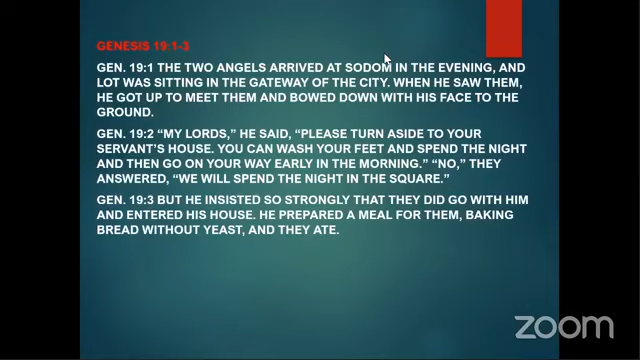 GENESIS 19:1-3
GEN. 19:1 THE TWO ANGELS ARRIVED AT SODOM IN THE EVENING, AND
LOT WAS SITTING IN THE GATEWAY OF THE CITY. WHEN HE SAW THEM,
HE GOT UP TO MEET THEM AND BOWED DOWN WITH HIS FACE TO THE
GROUND.
GEN. 19:2 “MY LORDS,” HE SAID, “PLEASE TURN ASIDE TO YOUR
SERVANT’S HOUSE. YOU CAN WASH YOUR FEET AND SPEND THE NIGHT
AND THEN GO ON YOUR WAY EARLY IN THE MORNING.” “NO,” THEY
ANSWERED, “WE WILL SPEND THE NIGHT IN THE SQUARE.”
GEN. 19:3 BUT HE INSISTED SO STRONGLY THAT THEY DID GO WITH HIM
AND ENTERED HIS HOUSE. HE PREPARED A MEAL FOR THEM, BAKING
BREAD WITHOUT YEAST, AND THEY ATE.
zoom